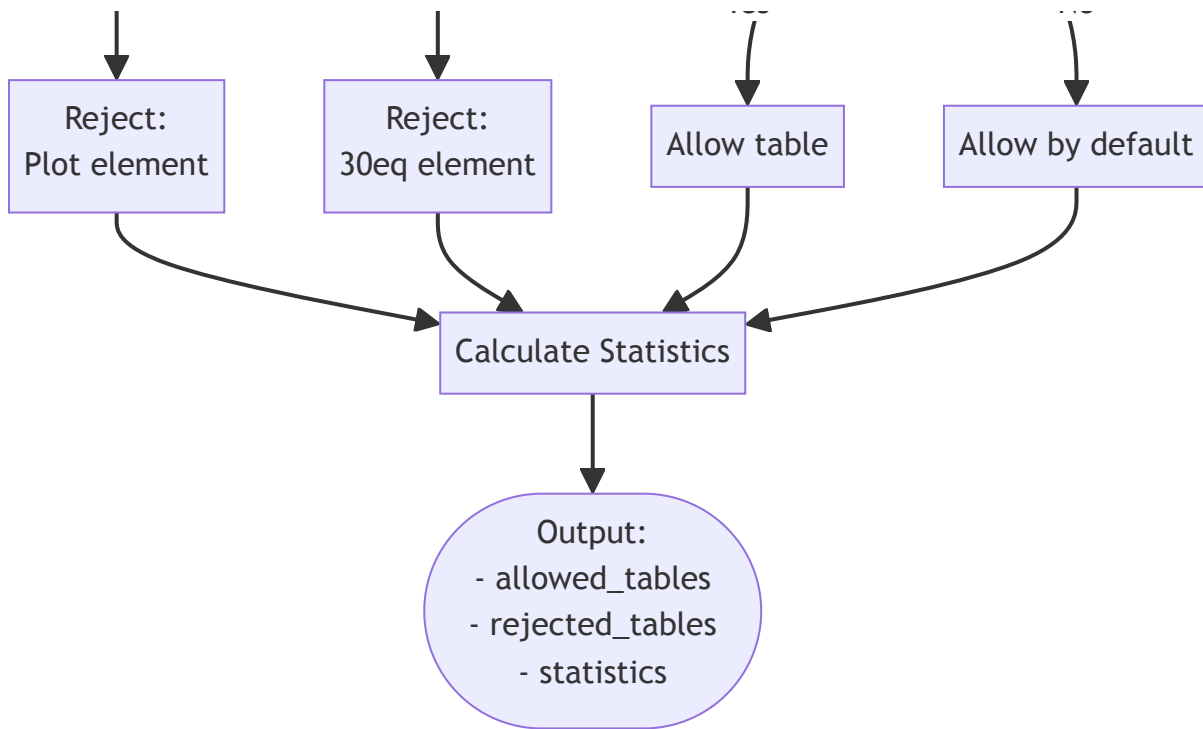 Reject:
Plot element
Reject:
30eq element
Allow table
Allow by default
Calculate Statistics
Output:
- allowed_tables
- rejected_tables
- statistics